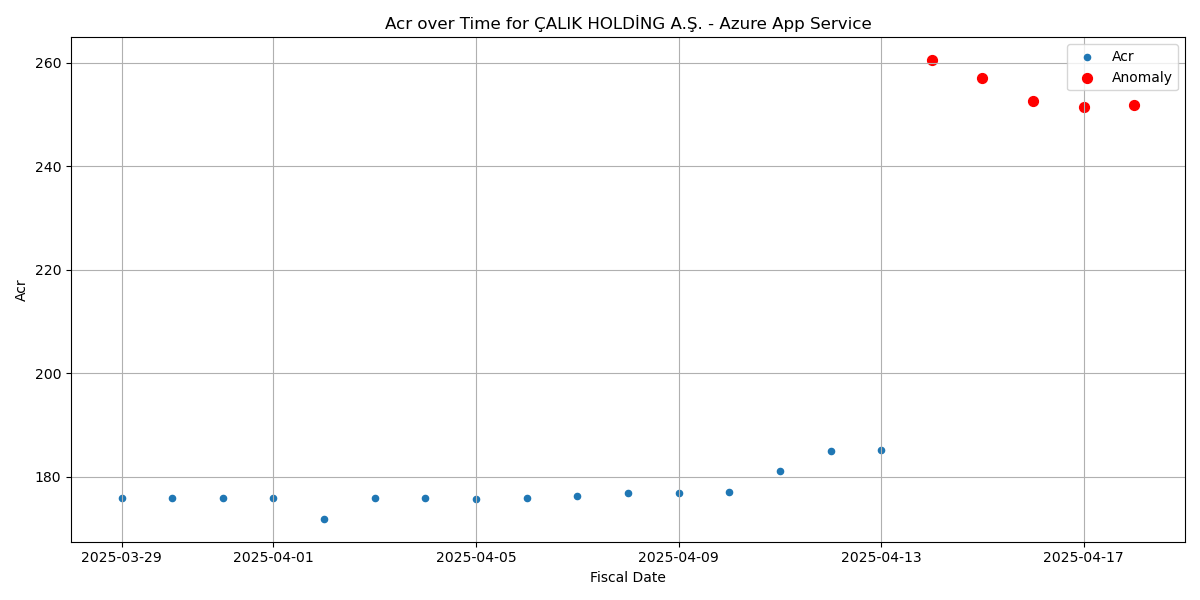 Acr over Time for ÇALIK HOLDİNG A.Ş. - Azure App Service
Acr
Anomaly
260
240
220
200
180
Acr
2025-03-29
2025-04-01
2025-04-05
2025-04-09
2025-04-13
2025-04-17
Fiscal Date